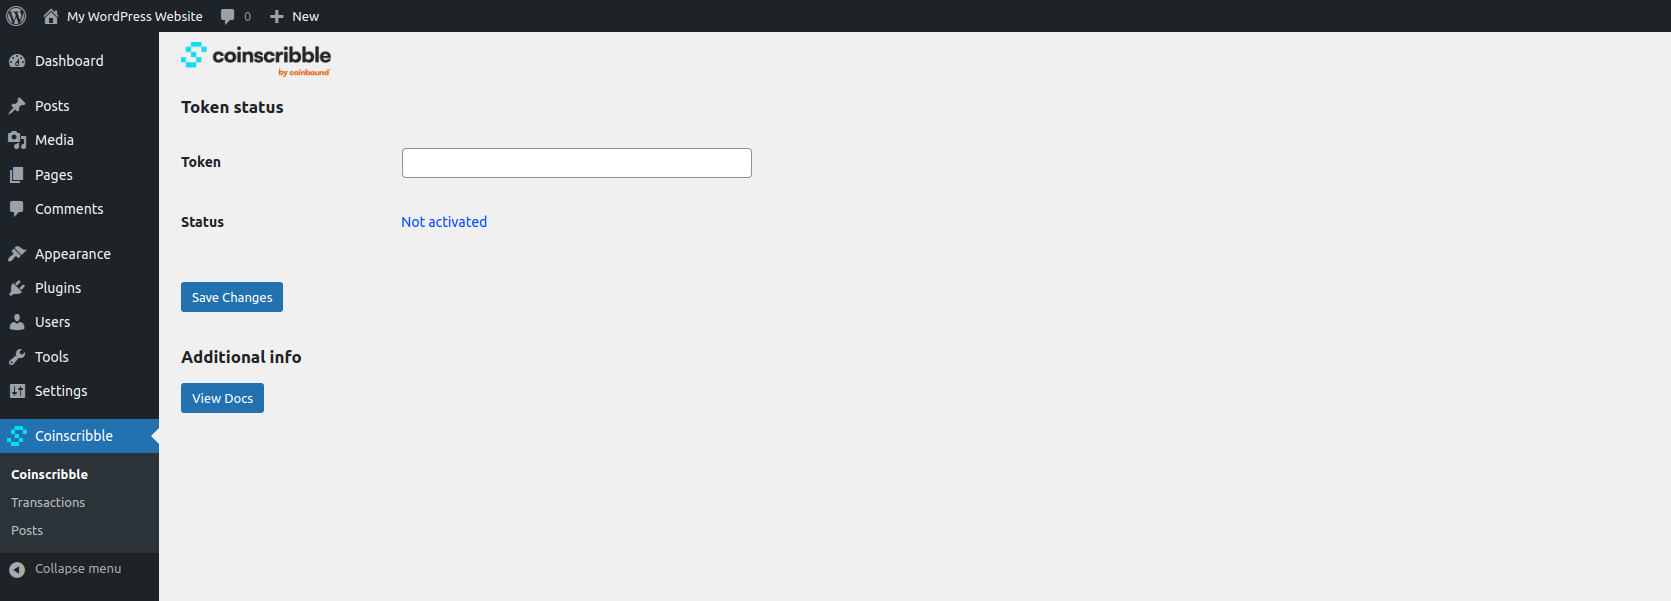 My WordPress Website 0 New
Dashboard
Posts
Media
Pages
Comments
Appearance
Plugins
Users
Tools
Settings
Coinscribble
Coinscribble
Transactions
Posts
Collapse menu
coinscribble
by coinbound
Token status
Token
Status Not activated
Save Changes
Additional info
View Docs